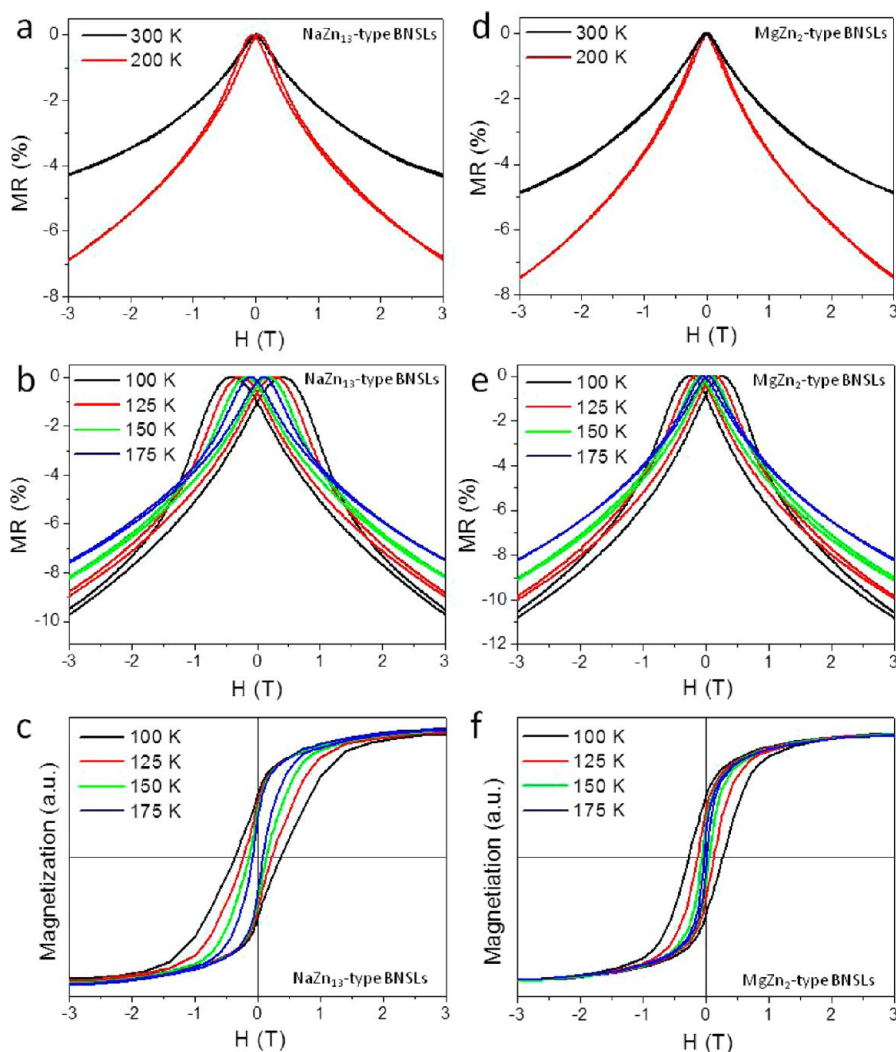 a
300 K
200 K
NaZn₁₃-type BNSLs
0
-2
-4
-6
-8
MR (%)
-3 -2 -1 0 1 2 3
H (T)
d
300 K
200 K
MgZn₂-type BNSLs
0
-2
-4
-6
-8
MR (%)
-3 -2 -1 0 1 2 3
H (T)
b
100 K
125 K
150 K
175 K
NaZn₁₃-type BNSLs
0
-2
-4
-6
-8
-10
MR (%)
-3 -2 -1 0 1 2 3
H (T)
e
100 K
125 K
150 K
175 K
MgZn₂-type BNSLs
0
-2
-4
-6
-8
-10
-12
MR (%)
-3 -2 -1 0 1 2 3
H (T)
c
100 K
125 K
150 K
175 K
Magnetization (a.u.)
NaZn₁₃-type BNSLs
-3 -2 -1 0 1 2 3
H (T)
f
100 K
125 K
150 K
175 K
Magnetiation (a.u.)
MgZn₂-type BNSLs
-3 -2 -1 0 1 2 3
H (T)